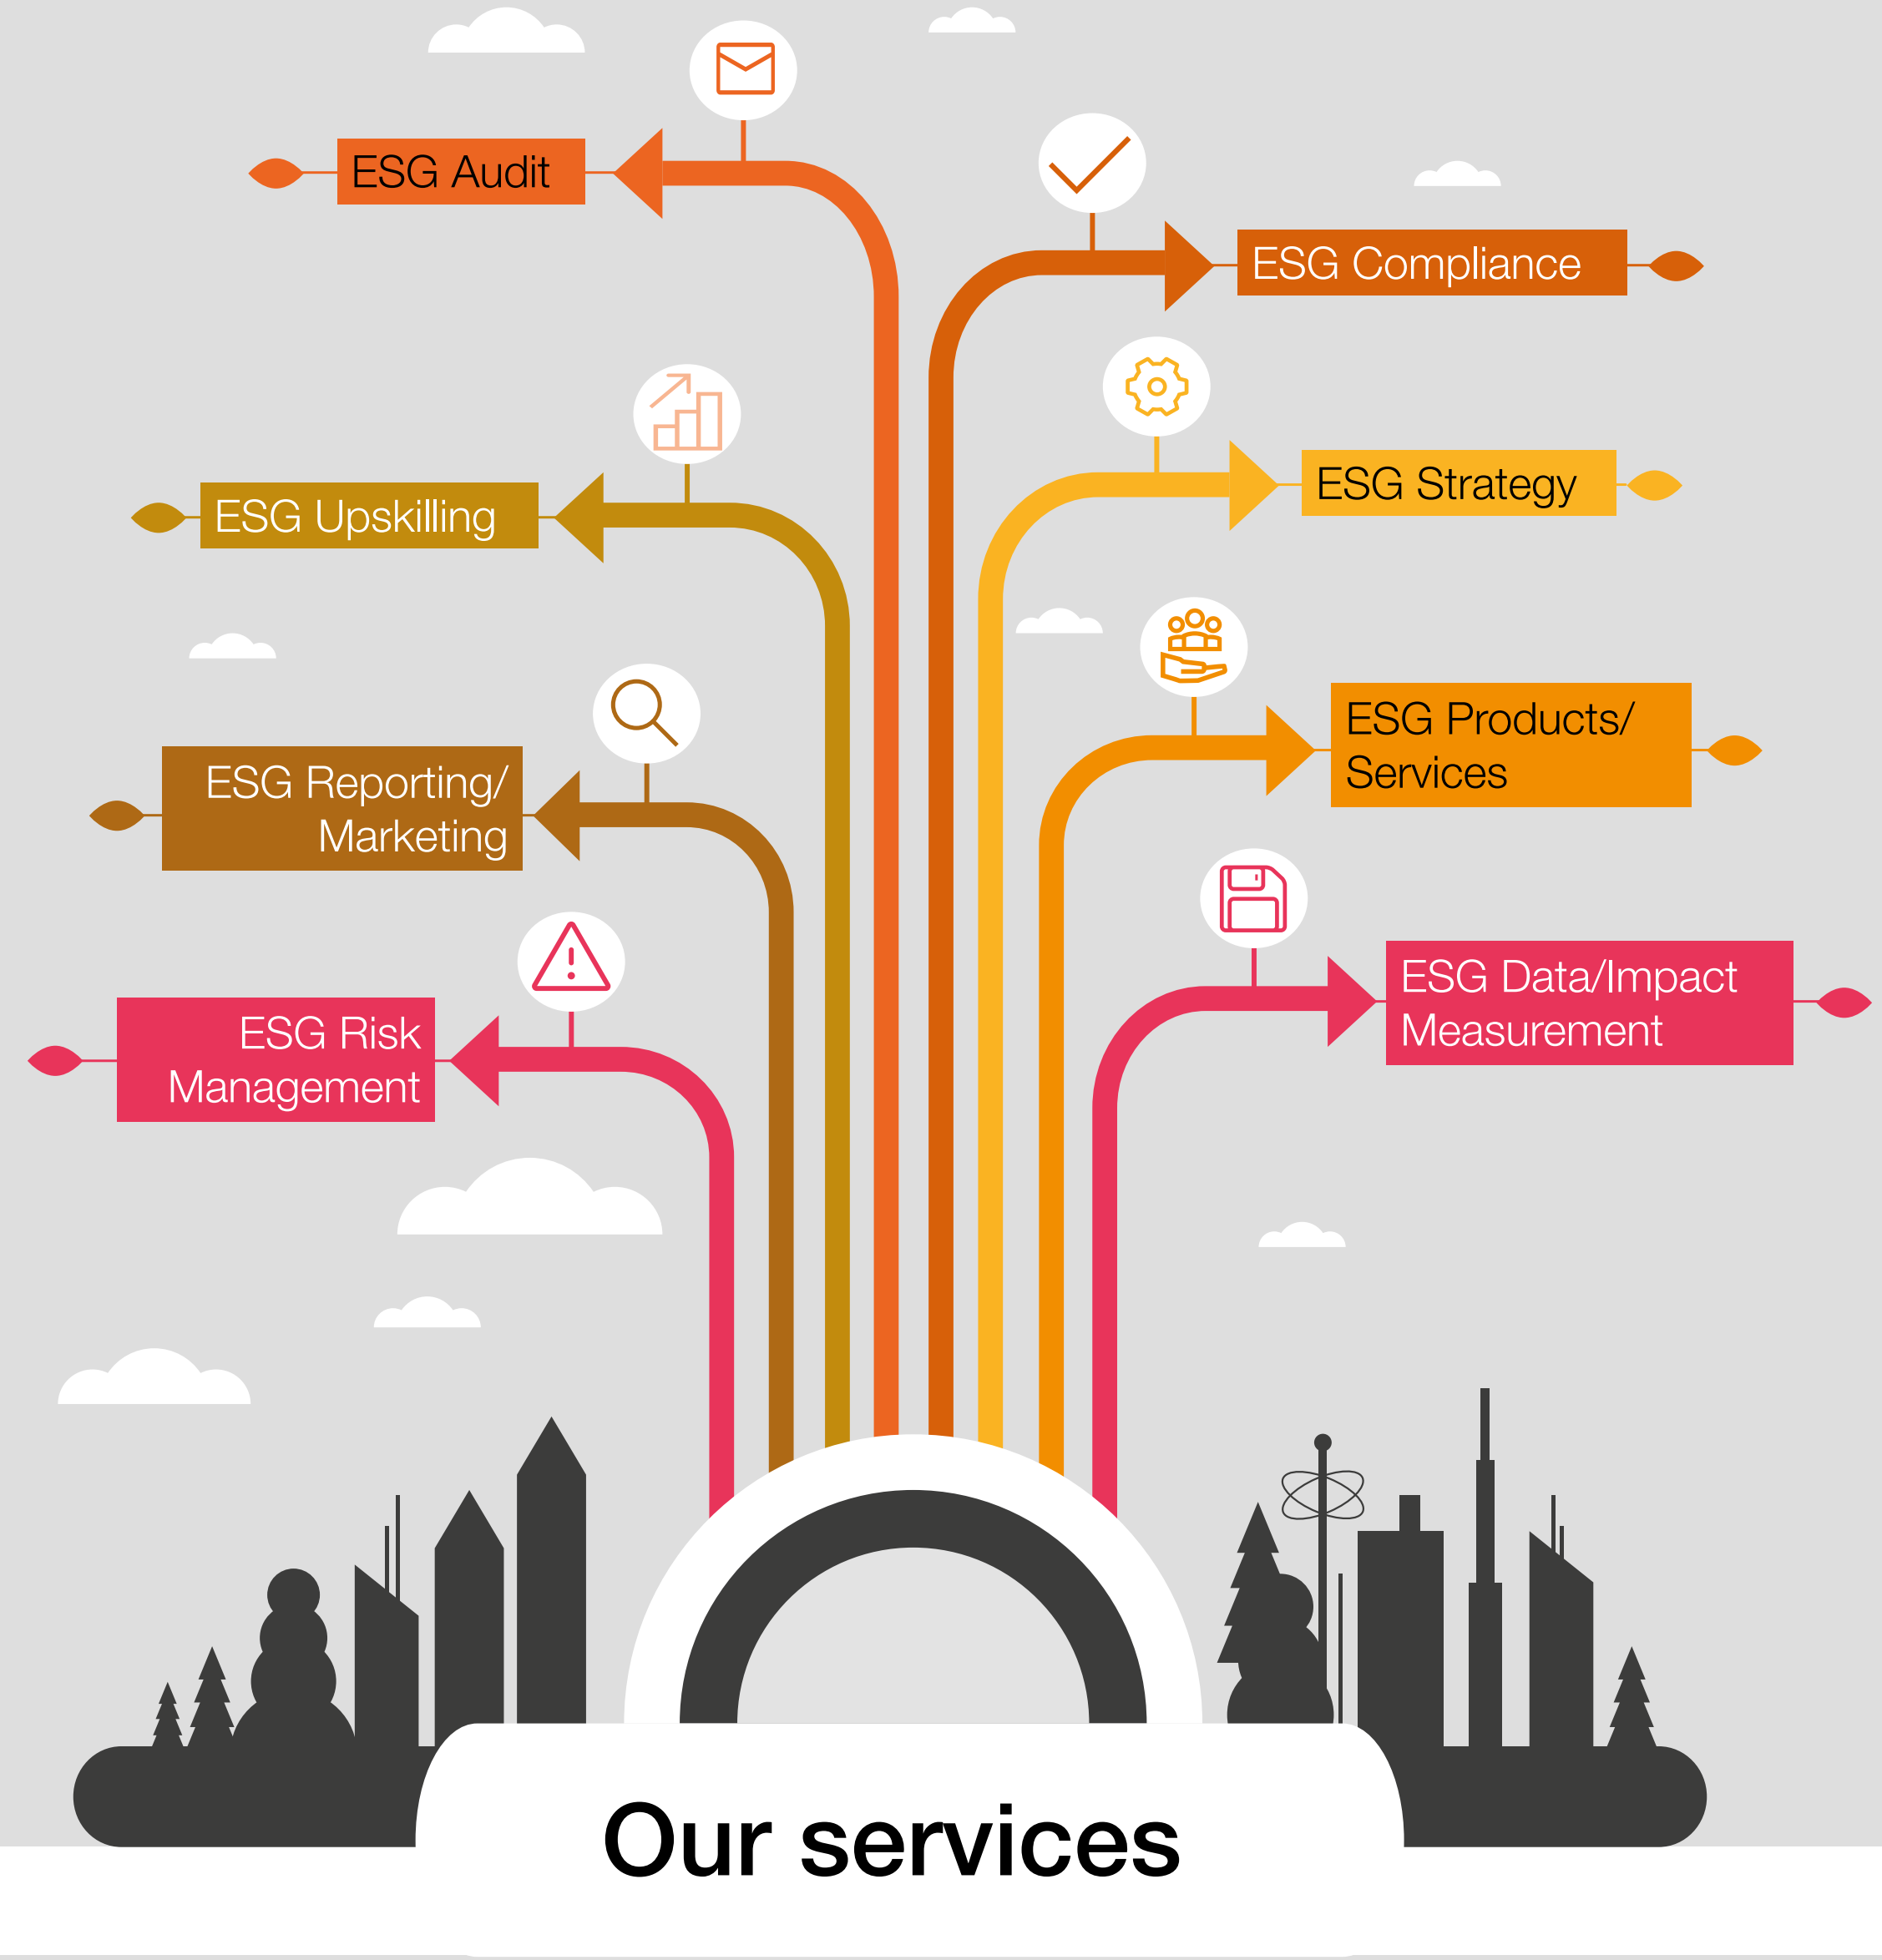 ESG Audit
ESG Compliance
ESG Strategy
ESG Upskilling
ESG Products/
Services
ESG Reporting/
Marketing
ESG Data/Impact
Measurement
ESG Risk
Management
Our services